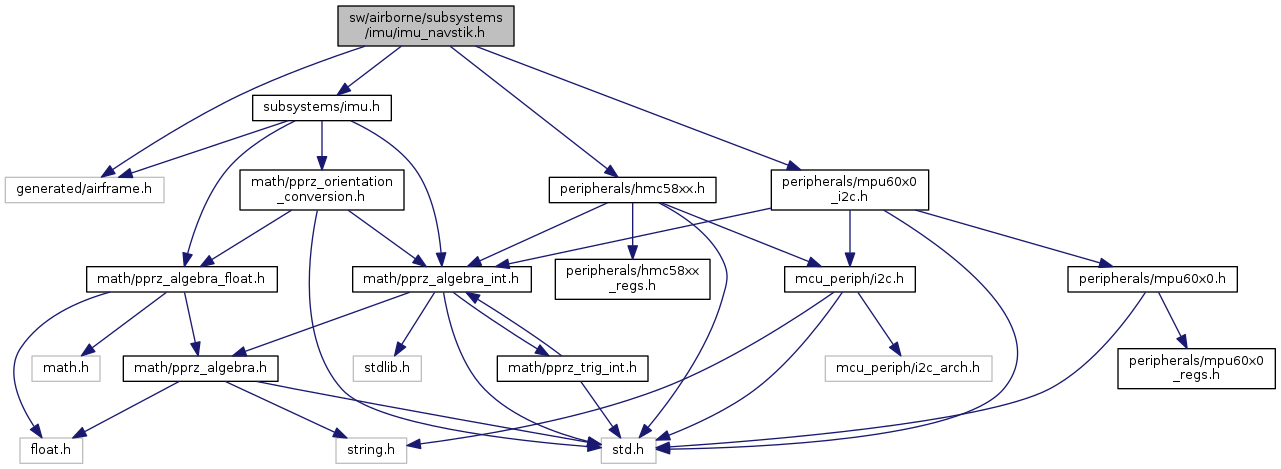 sw/airborne/subsystems
/imu/imu_navstik.h
subsystems/imu.h
generated/airframe.h
math/pprz_orientation
_conversion.h
peripherals/hmc58xx.h
peripherals/mpu60x0
_i2c.h
math/pprz_algebra_float.h
math/pprz_algebra_int.h
peripherals/hmc58xx
_regs.h
mcu_periph/i2c.h
peripherals/mpu60x0.h
math.h
math/pprz_algebra.h
stdlib.h
math/pprz_trig_int.h
mcu_periph/i2c_arch.h
peripherals/mpu60x0
_regs.h
float.h
string.h
std.h